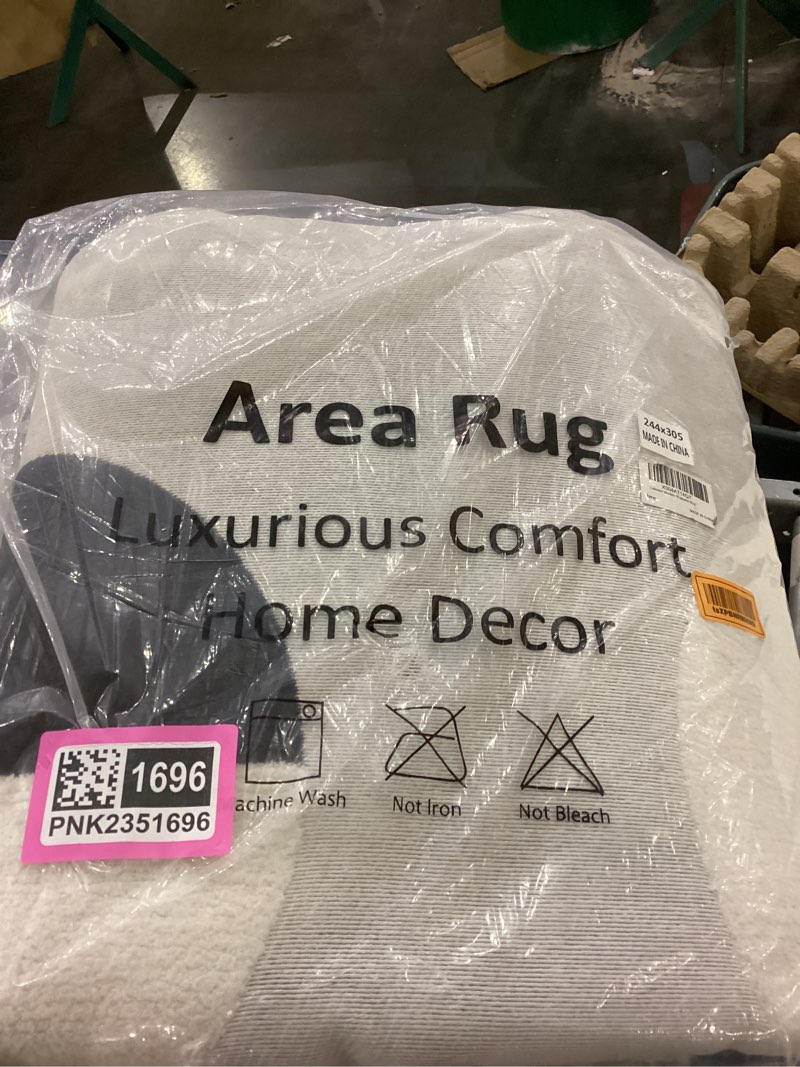 Area Rug
244x305
MADE IN CHINA
Luxurious Comfort
Home Decor
1696
PNK2351696
achine Wash
Not Iron
Not Bleach